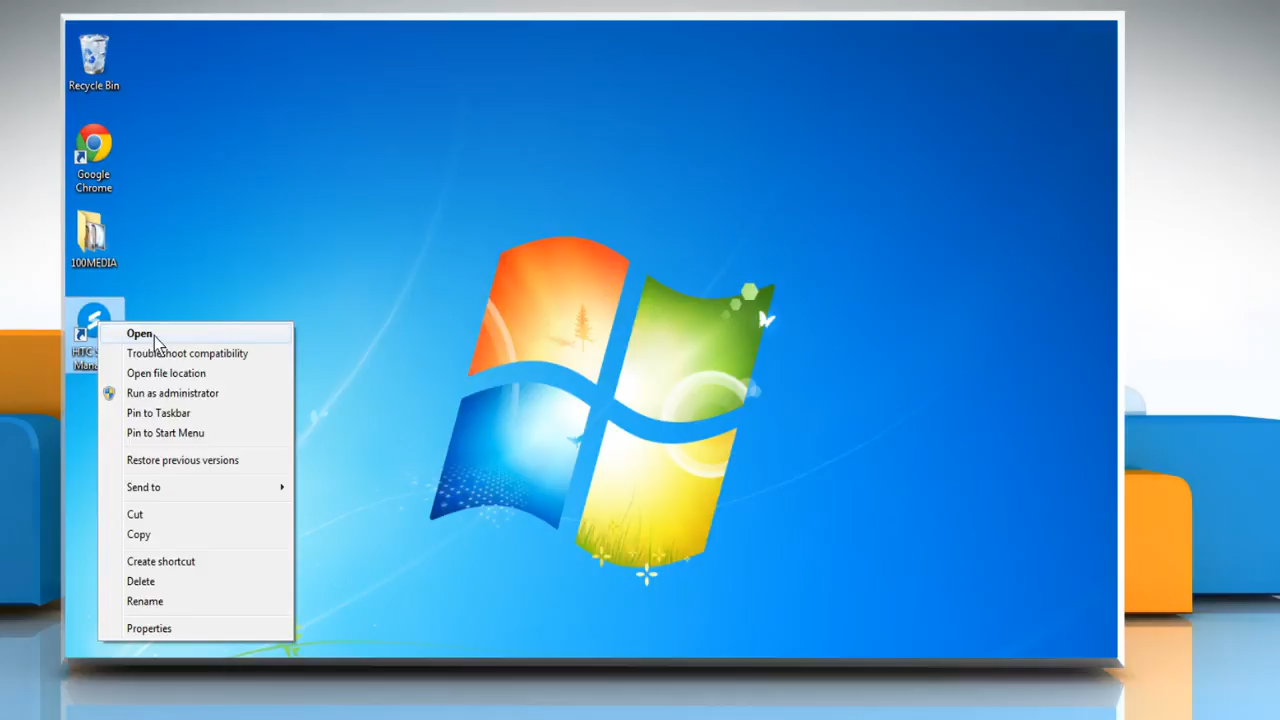 Recycle Bin
Google
Chrome
100MEDIA
HTC
Open
Troubleshoot compatibility
Open file location
Run as administrator
Pin to Taskbar
Pin to Start Menu
Restore previous versions
Send to
Cut
Copy
Create shortcut
Delete
Rename
Properties